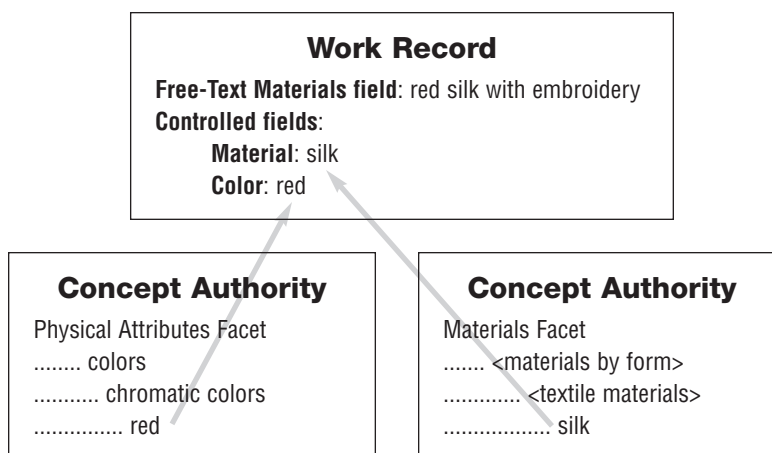 Work Record
Free-Text Materials field: red silk with embroidery
Controlled fields:
Material: silk
Color: red
Concept Authority
Physical Attributes Facet
........ colors
........... chromatic colors
............... red
Concept Authority
Materials Facet
....... <materials by form>
............. <textile materials>
................... silk